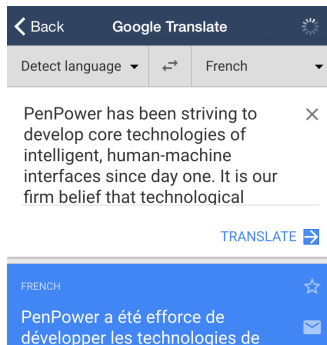 Back Google Translate
Detect language French
PenPower has been striving to
develop core technologies of
intelligent, human-machine
interfaces since day one. It is our
firm belief that technological
TRANSLATE
FRENCH
PenPower a été efforce de
développer les technologies de